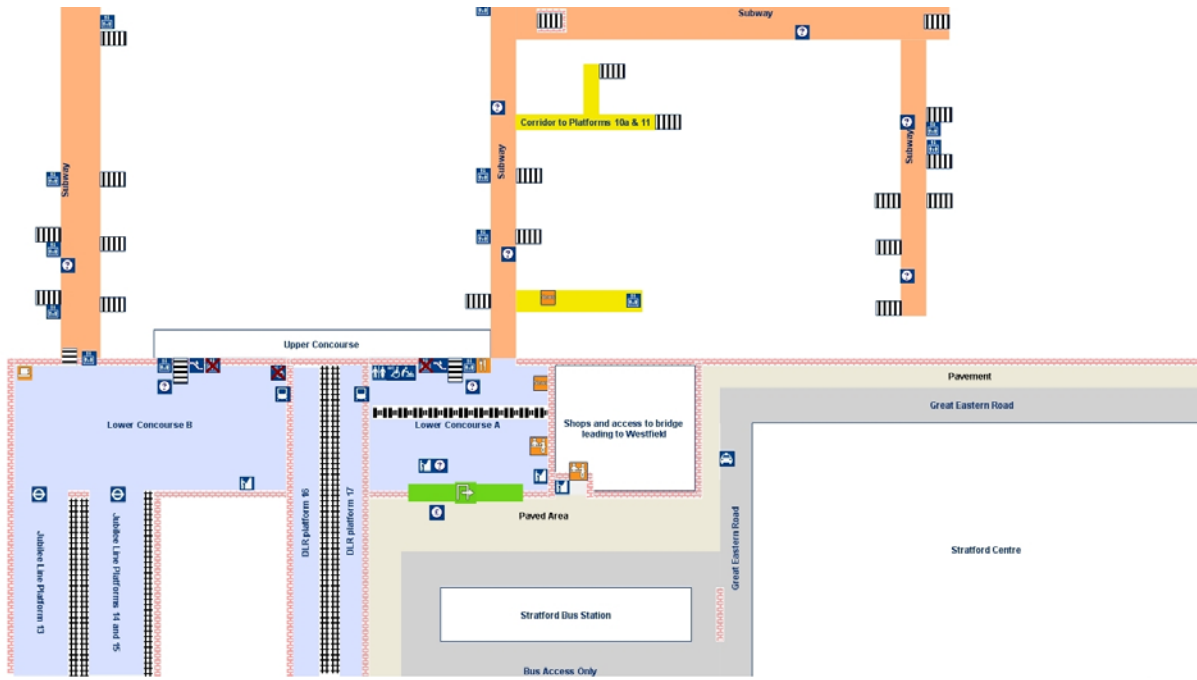 Subway
Subway
Corridor to Platforms 10a & 11
Subway
Subway
Upper Concourse
Pavement
Great Eastern Road
Lower Concourse B
Lower Concourse A
Shops and access to bridge
leading to Westfield
DLR platform 16
DLR platform 17
Paved Area
Jubilee Line Platform 13
Jubilee Line Platforms 14 and 15
Great Eastern Road
Stratford Centre
Stratford Bus Station
Bus Access Only